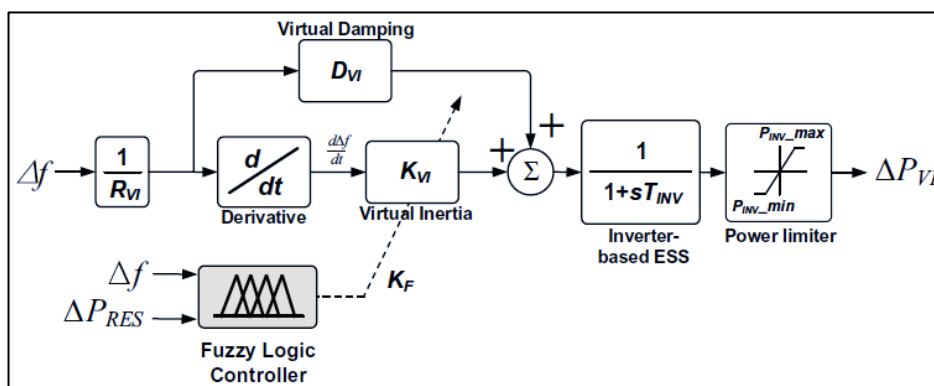 Virtual Damping
D_VI
Δf
1
R_VI
d
dt
Derivative
dΔf
dt
K_VI
Virtual Inertia
+
+
Σ
1
1+sT_INV
Inverter-
based ESS
P_INV_max
P_INV_min
Power limiter
ΔP_VI
Δf
ΔP_RES
K_F
Fuzzy Logic
Controller